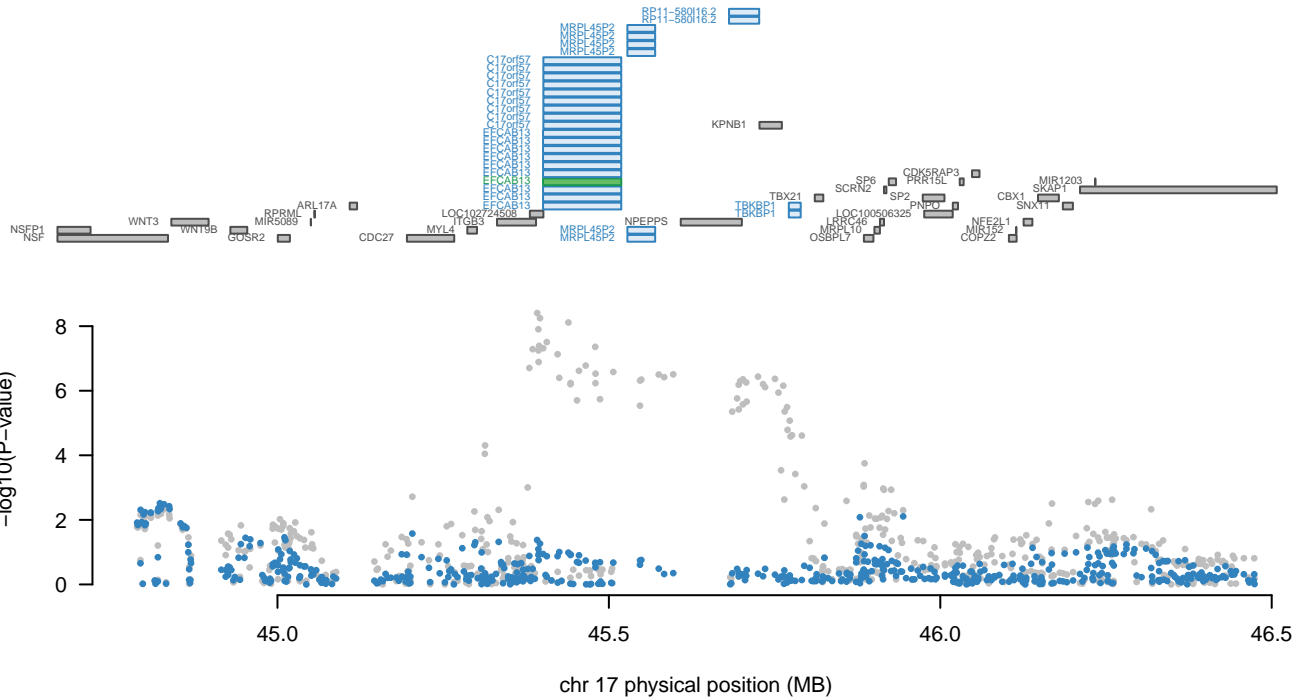 RP11−580I16.2
RP11−580I16.2
MRPL45P2
MRPL45P2
MRPL45P2
MRPL45P2
C17orf57
C17orf57
C17orf57
C17orf57
C17orf57
C17orf57
C17orf57
C17orf57
C17orf57
KPNB1
EFCAB13
EFCAB13
EFCAB13
EFCAB13
EFCAB13
EFCAB13
CDK5RAP3
EFCAB13
SP6 PRR15L MIR1203
EFCAB13
SCRN2 SKAP1
EFCAB13
TBX21 SP2 CBX1
EFCAB13
ARL17A TBKBP1 PNPO SNX11
RPRML LOC102724508 TBKBP1 LOC100506325
WNT3 MIR5089 ITGB3 NPEPPS LRRC46 NFE2L1
NSFP1 WNT9B MYL4 MRPL45P2 MRPL10 MIR152
NSF GOSR2 CDC27 MRPL45P2 OSBPL7 COPZ2
−log10(P−value)
8
6
4
2
0
45.0 45.5 46.0 46.5
chr 17 physical position (MB)